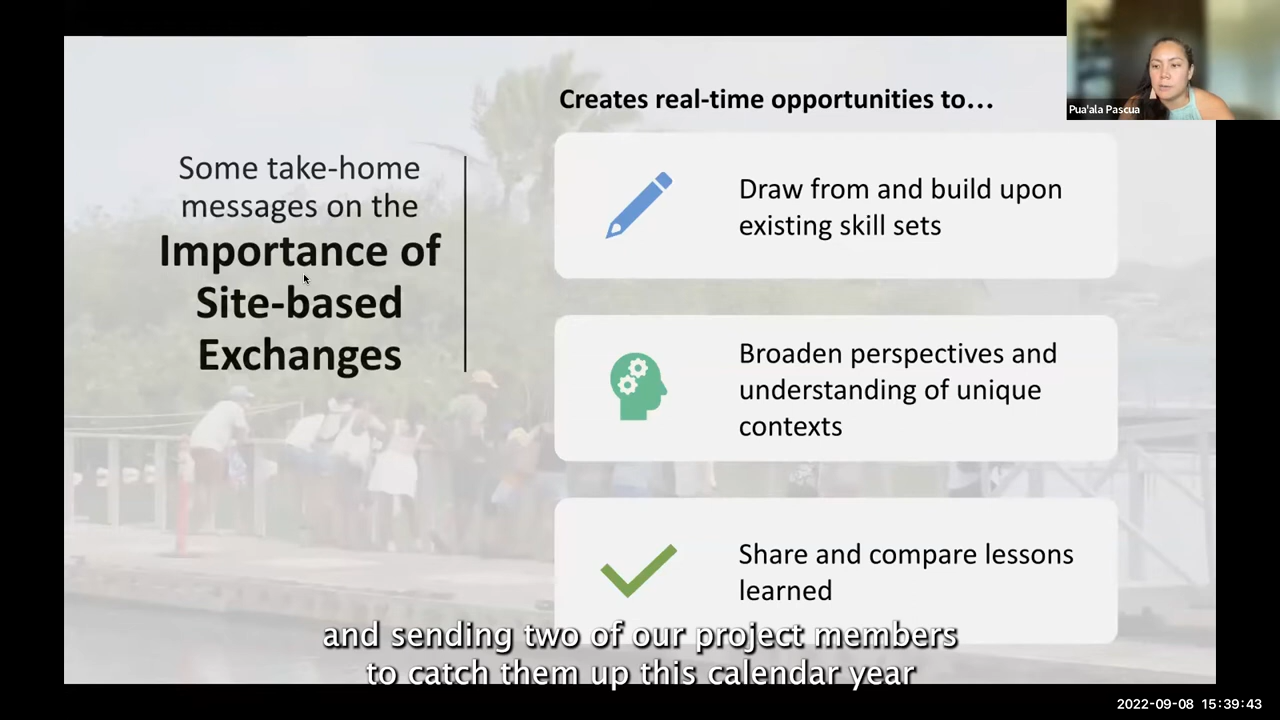 Pua'ala Pascua
Creates real-time opportunities to...
Some take-home
messages on the
Importance of
Site-based
Exchanges
Draw from and build upon
existing skill sets
Broaden perspectives and
understanding of unique
contexts
Share and compare lessons
learned
and sending two of our project members
to catch them up this calendar year
2022-09-08 15:39:43